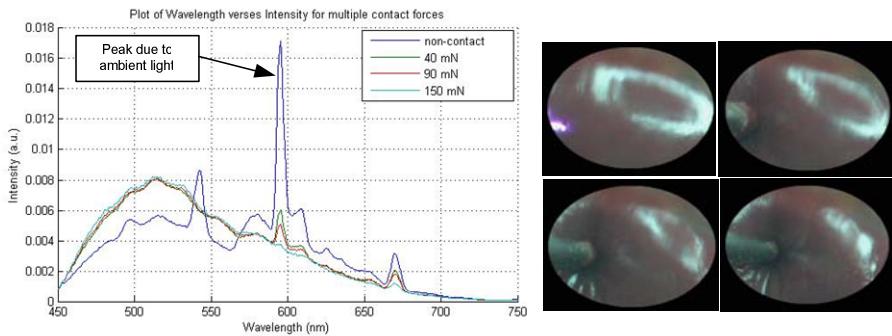 Plot of Wavelength verses Intensity for multiple contact forces
Peak due to
ambient light
non-contact
40 mN
90 mN
150 mN
0.018
0.016
0.014
0.012
0.01
0.008
0.006
0.004
0.002
0
Intensity (a.u.)
450
500
550
600
650
700
750
Wavelength (nm)